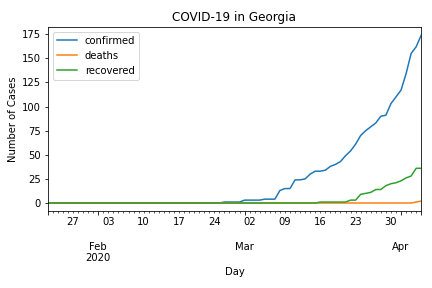 COVID-19 in Georgia
confirmed
deaths
recovered
175
150
125
100
75
50
25
0
Number of Cases
27 03 10 17 24 02 09 16 23 30
Feb Mar Apr
2020
Day